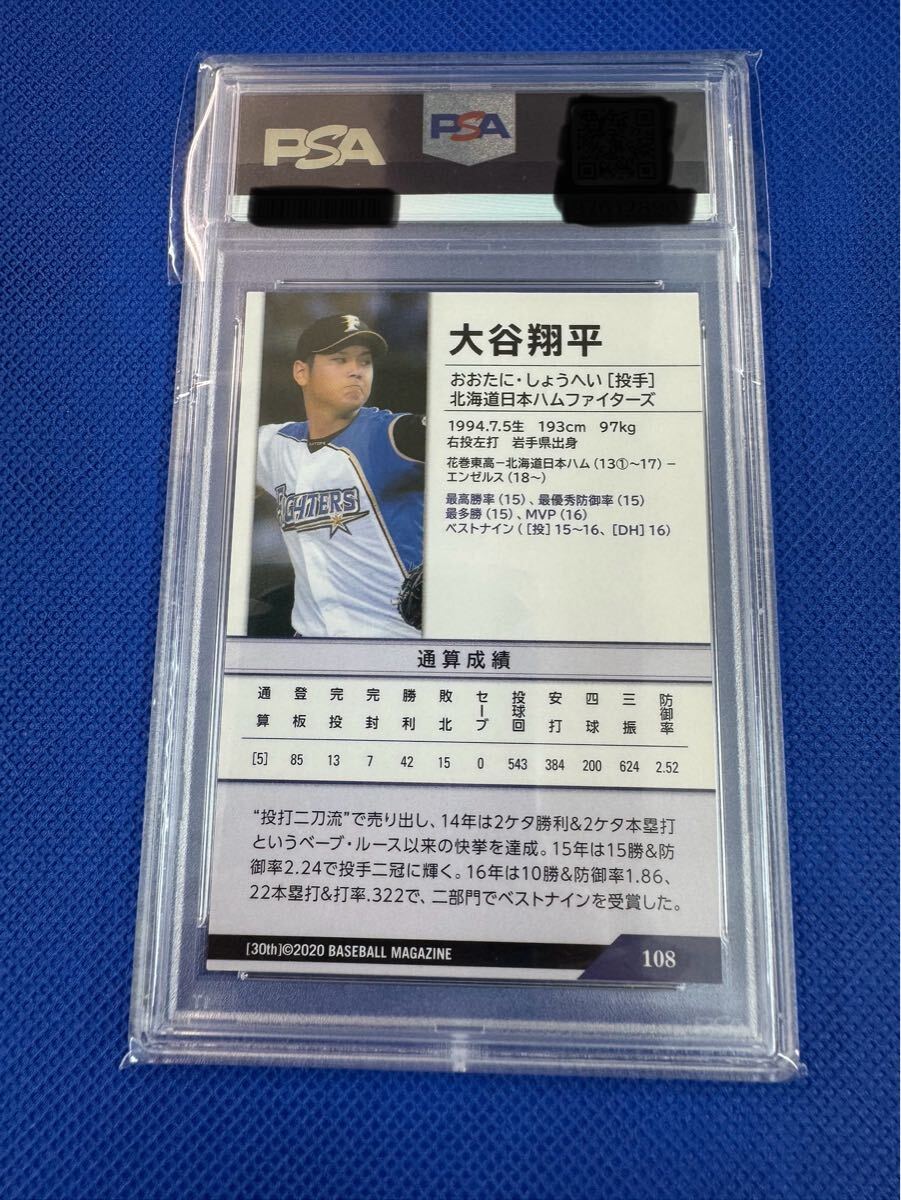 PSA
PSA
大谷翔平
おおたに・しょうへい［投手］
北海道日本ハムファイターズ
1994.7.5生 193cm 97kg
右投左打 岩手県出身
花巻東高－北海道日本ハム（13①～17）－
エンゼルス（18～）
最高勝率（15）、最優秀防御率（15）
最多勝（15）、MVP（16）
ベストナイン（［投］15～16、［DH］16）
FIGHTERS
通算成績
通算 登板 完投 完封 勝利 敗北 セーブ 投球回 安打 四球 三振 防御率
［5］ 85 13 7 42 15 0 543 384 200 624 2.52
“投打二刀流”で売り出し、14年は2ケタ勝利&2ケタ本塁打
というベーブ・ルース以来の快挙を達成。15年は15勝&防
御率2.24で投手二冠に輝く。16年は10勝&防御率1.86、
22本塁打&打率.322で、二部門でベストナインを受賞した。
[30th]©2020 BASEBALL MAGAZINE
108